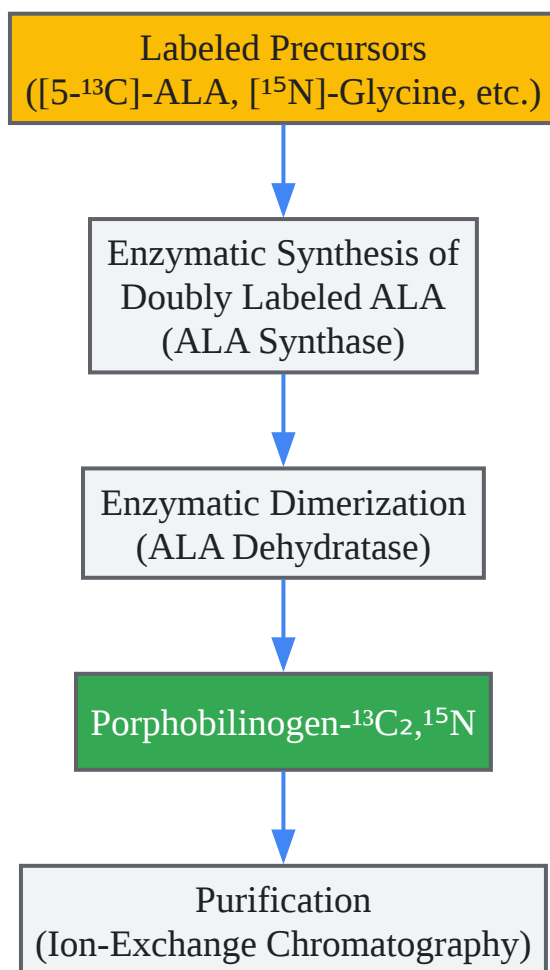 Labeled Precursors
([5-¹³C]-ALA, [¹⁵N]-Glycine, etc.)
Enzymatic Synthesis of
Doubly Labeled ALA
(ALA Synthase)
Enzymatic Dimerization
(ALA Dehydratase)
Porphobilinogen-¹³C₂,¹⁵N
Purification
(Ion-Exchange Chromatography)